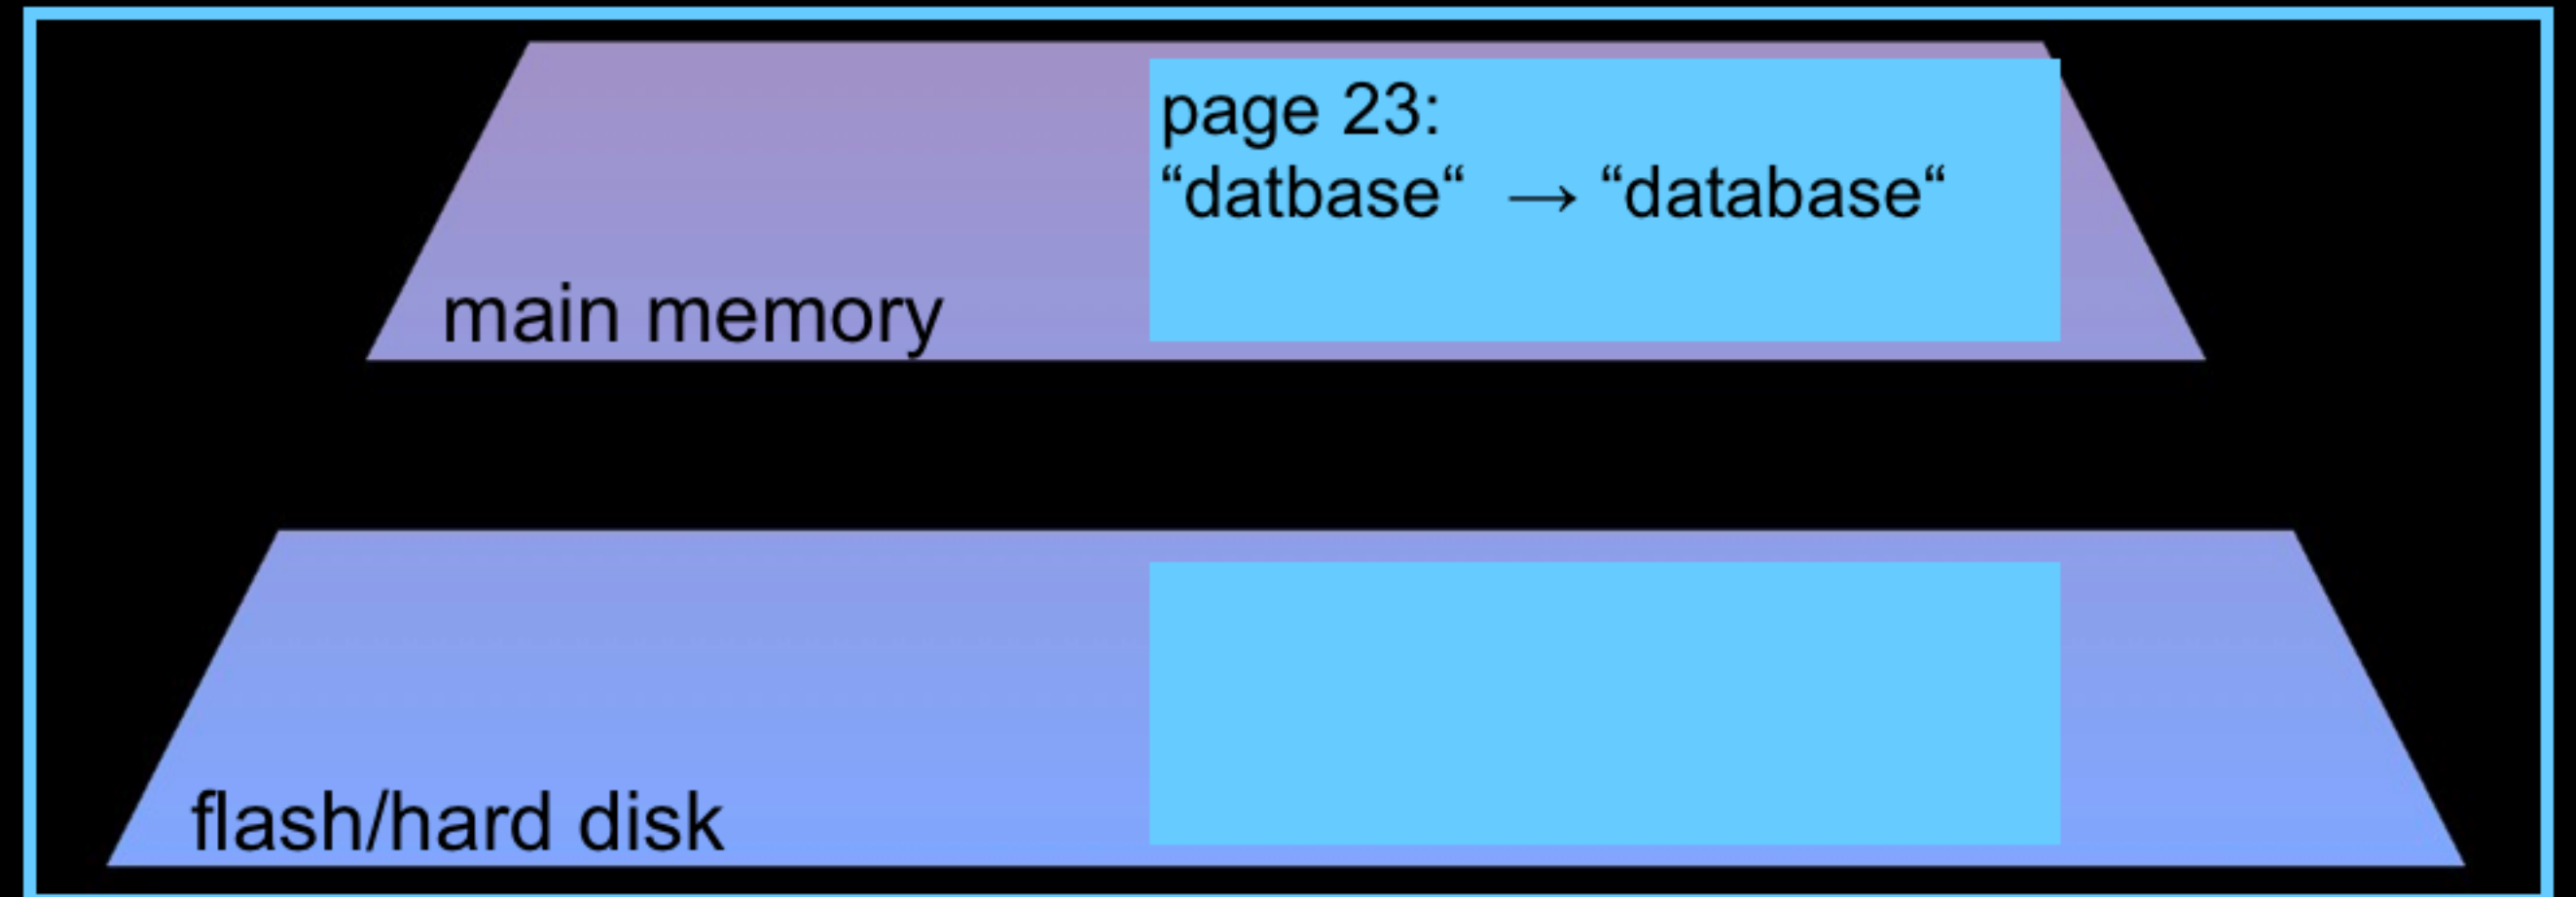 page 23:
“datbase“ → “database“
main memory
flash/hard disk